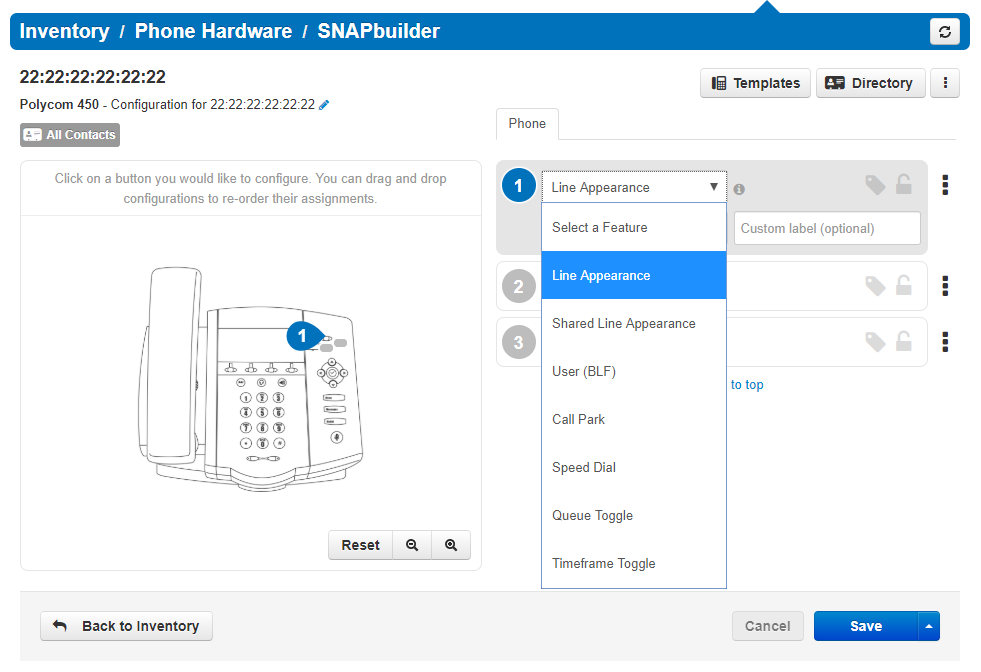 Inventory / Phone Hardware / SNAPbuilder
22:22:22:22:22:22
Polycom 450 - Configuration for 22:22:22:22:22:22
All Contacts
Templates
Directory
Phone
Click on a button you would like to configure. You can drag and drop
configurations to re-order their assignments.
1
Reset
1
Line Appearance
Custom label (optional)
Select a Feature
Line Appearance
Shared Line Appearance
User (BLF)
Call Park
Speed Dial
Queue Toggle
Timeframe Toggle
2
3
to top
Back to Inventory
Cancel
Save